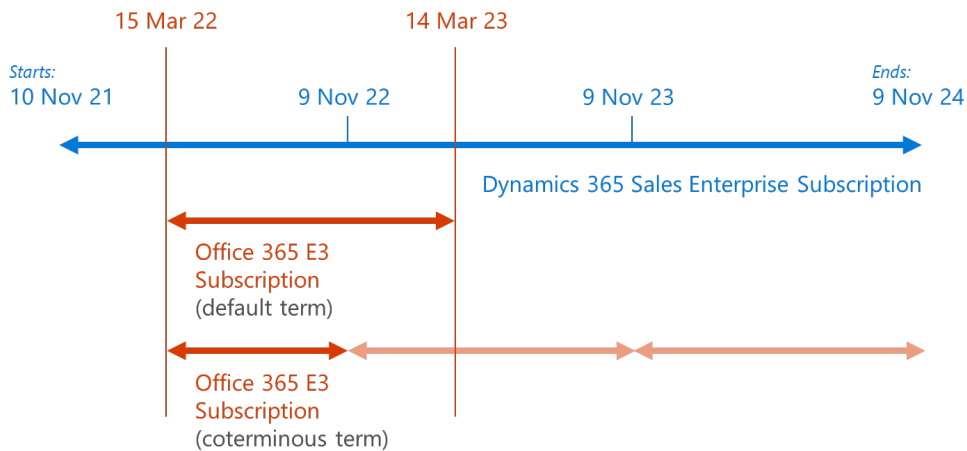 15 Mar 22
14 Mar 23
Starts:
10 Nov 21
9 Nov 22
9 Nov 23
Ends:
9 Nov 24
Dynamics 365 Sales Enterprise Subscription
Office 365 E3
Subscription
(default term)
Office 365 E3
Subscription
(coterminous term)